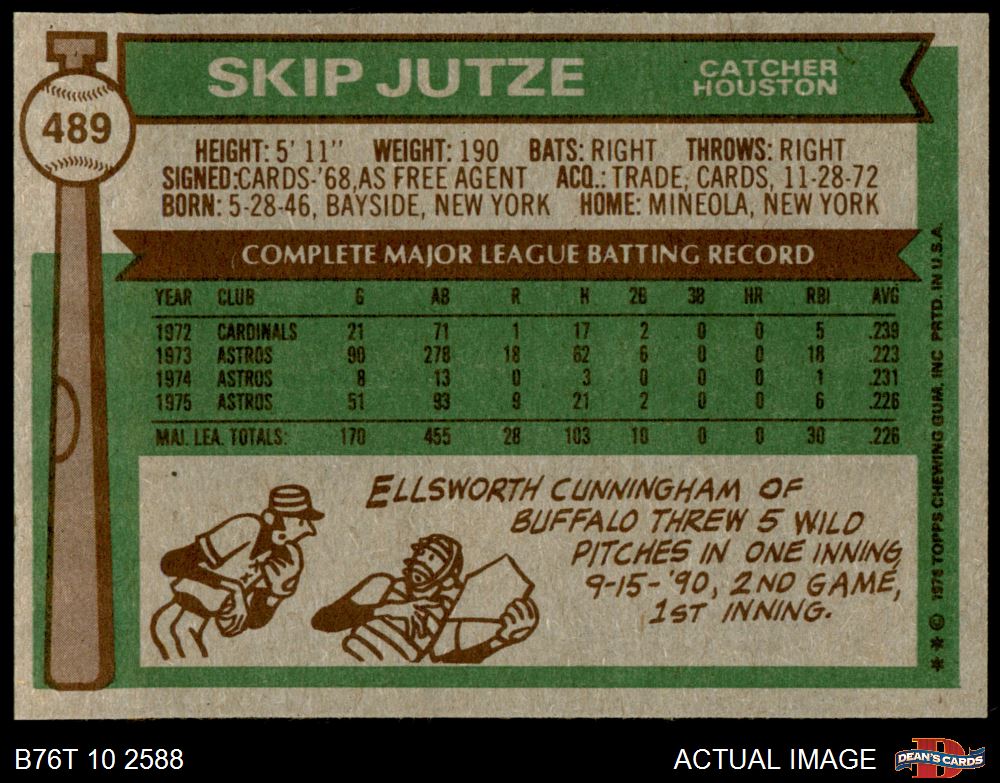 489
SKIP JUTZE
CATCHER
HOUSTON
HEIGHT: 5' 11" WEIGHT: 190 BATS: RIGHT THROWS: RIGHT
SIGNED:CARDS-'68,AS FREE AGENT ACQ.: TRADE, CARDS, 11-28-72
BORN: 5-28-46, BAYSIDE, NEW YORK HOME: MINEOLA, NEW YORK
COMPLETE MAJOR LEAGUE BATTING RECORD
YEAR CLUB G AB R H 2B 3B HR RBI AVG
1972 CARDINALS 21 71 1 17 2 0 0 5 .239
1973 ASTROS 90 278 18 62 6 0 0 18 .223
1974 ASTROS 8 13 0 3 0 0 0 1 .231
1975 ASTROS 51 93 9 21 2 0 0 6 .226
MAJ. LEA. TOTALS: 170 455 28 103 10 0 0 30 .226
ELLSWORTH CUNNINGHAM OF
BUFFALO THREW 5 WILD
PITCHES IN ONE INNING
9-15-'90, 2ND GAME,
1ST INNING.
** © 1976 TOPPS CHEWING GUM, INC PRTD. IN U.S.A.
B76T 10 2588
ACTUAL IMAGE
D
DEAN'S CARDS